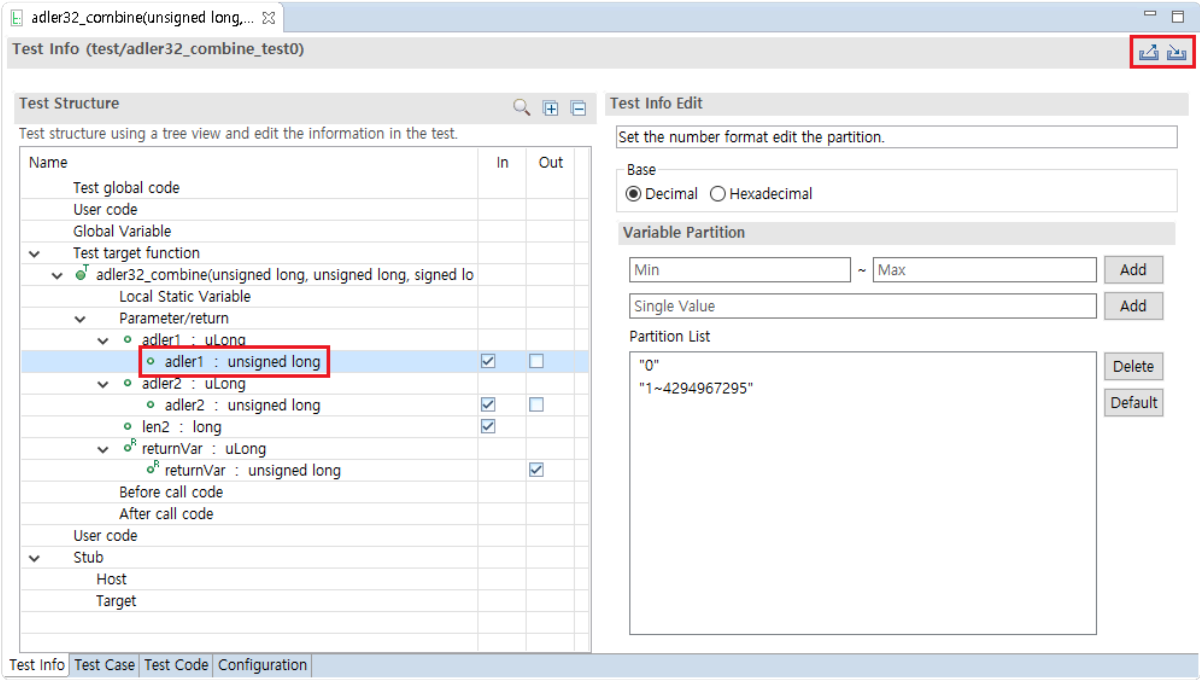 adler32_combine(unsigned long,...
Test Info (test/adler32_combine_test0)
Test Structure
Test structure using a tree view and edit the information in the test.
Name In Out
Test global code
User code
Global Variable
Test target function
T adler32_combine(unsigned long, unsigned long, signed lo
Local Static Variable
Parameter/return
adler1 : uLong
adler1 : unsigned long
adler2 : uLong
adler2 : unsigned long
len2 : long
R returnVar : uLong
R returnVar : unsigned long
Before call code
After call code
User code
Stub
Host
Target
Test Info Edit
Set the number format edit the partition.
Base
Decimal Hexadecimal
Variable Partition
Min ~ Max Add
Single Value Add
Partition List
"0"
"1~4294967295"
Delete
Default
Test Info Test Case Test Code Configuration